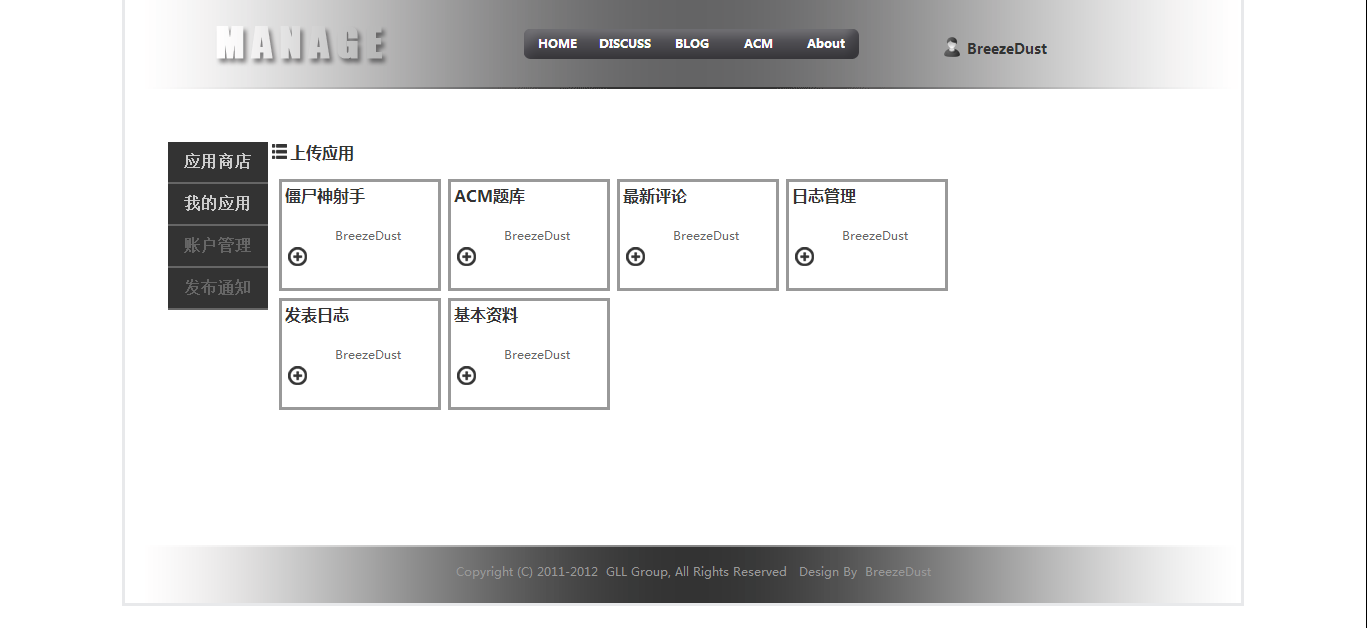 MANAGE
HOME DISCUSS BLOG ACM About
BreezeDust
应用商店
我的应用
账户管理
发布通知
上传应用
僵尸神射手
BreezeDust
ACM题库
BreezeDust
最新评论
BreezeDust
日志管理
BreezeDust
发表日志
BreezeDust
基本资料
BreezeDust
Copyright (C) 2011-2012 GLL Group, All Rights Reserved Design By BreezeDust